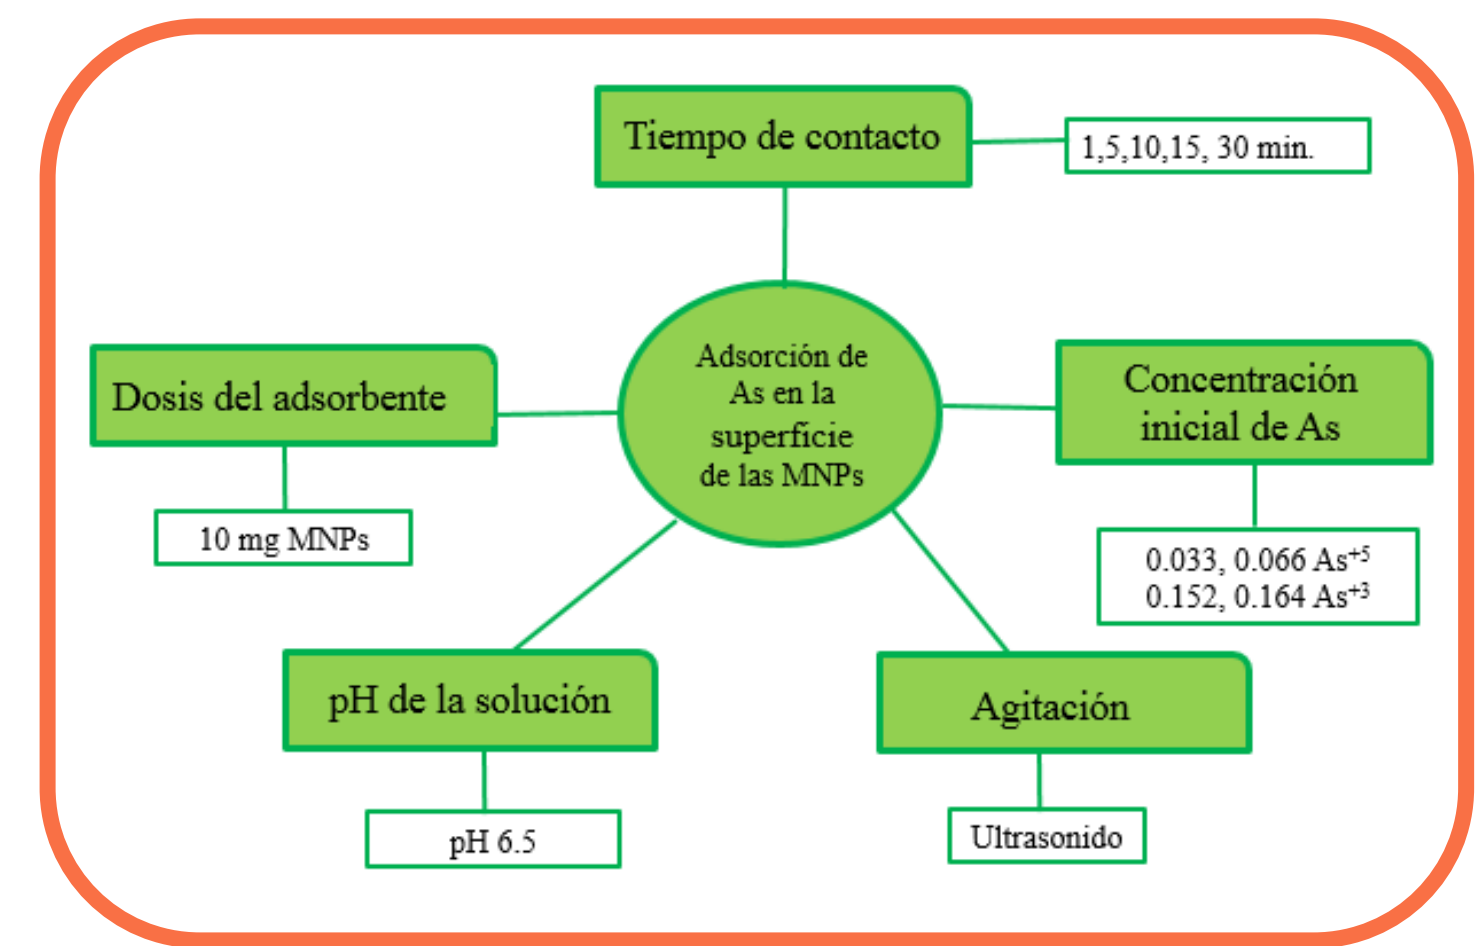 Tiempo de contacto
1,5,10,15, 30 min.
Adsorción de
As en la
superficie
de las MNPs
Dosis del adsorbente
10 mg MNPs
Concentración
inicial de As
0.033, 0.066 As⁺⁵
0.152, 0.164 As⁺³
pH de la solución
pH 6.5
Agitación
Ultrasonido